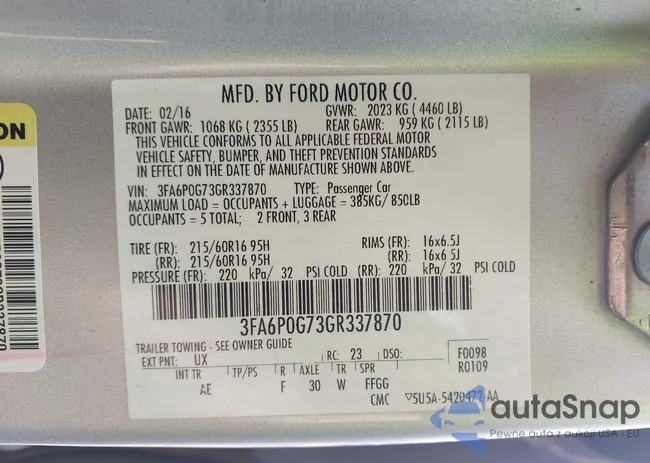 MFD. BY FORD MOTOR CO.
DATE: 02/16 GVWR: 2023 KG ( 4460 LB)
FRONT GAWR: 1068 KG ( 2355 LB) REAR GAWR: 959 KG ( 2115 LB)
THIS VEHICLE CONFORMS TO ALL APPLICABLE FEDERAL MOTOR
VEHICLE SAFETY, BUMPER, AND THEFT PREVENTION STANDARDS
IN EFFECT ON THE DATE OF MANUFACTURE SHOWN ABOVE.
VIN: 3FA6P0G73GR337870 TYPE: Passenger Car
MAXIMUM LOAD = OCCUPANTS + LUGGAGE = 385KG/ 850LB
OCCUPANTS = 5 TOTAL; 2 FRONT, 3 REAR
TIRE (FR): 215/60R16 95H RIMS (FR): 16x6.5J
(RR): 215/60R16 95H (RR): 16x6.5J
PRESSURE (FR): 220 kPa/ 32 PSI COLD (RR): 220 kPa/ 32 PSI COLD
3FA6P0G73GR337870
TRAILER TOWING - SEE OWNER GUIDE
EXT PNT: UX RC: 23 DSO: F0098
R0109
INT TR TP/PS R AXLE TR SPR
AE F 30 W FFGG
CMC ▽5U5A-5420472-AA
ON
337870
autoSnap
Pewne auta z aukcji USA i EU